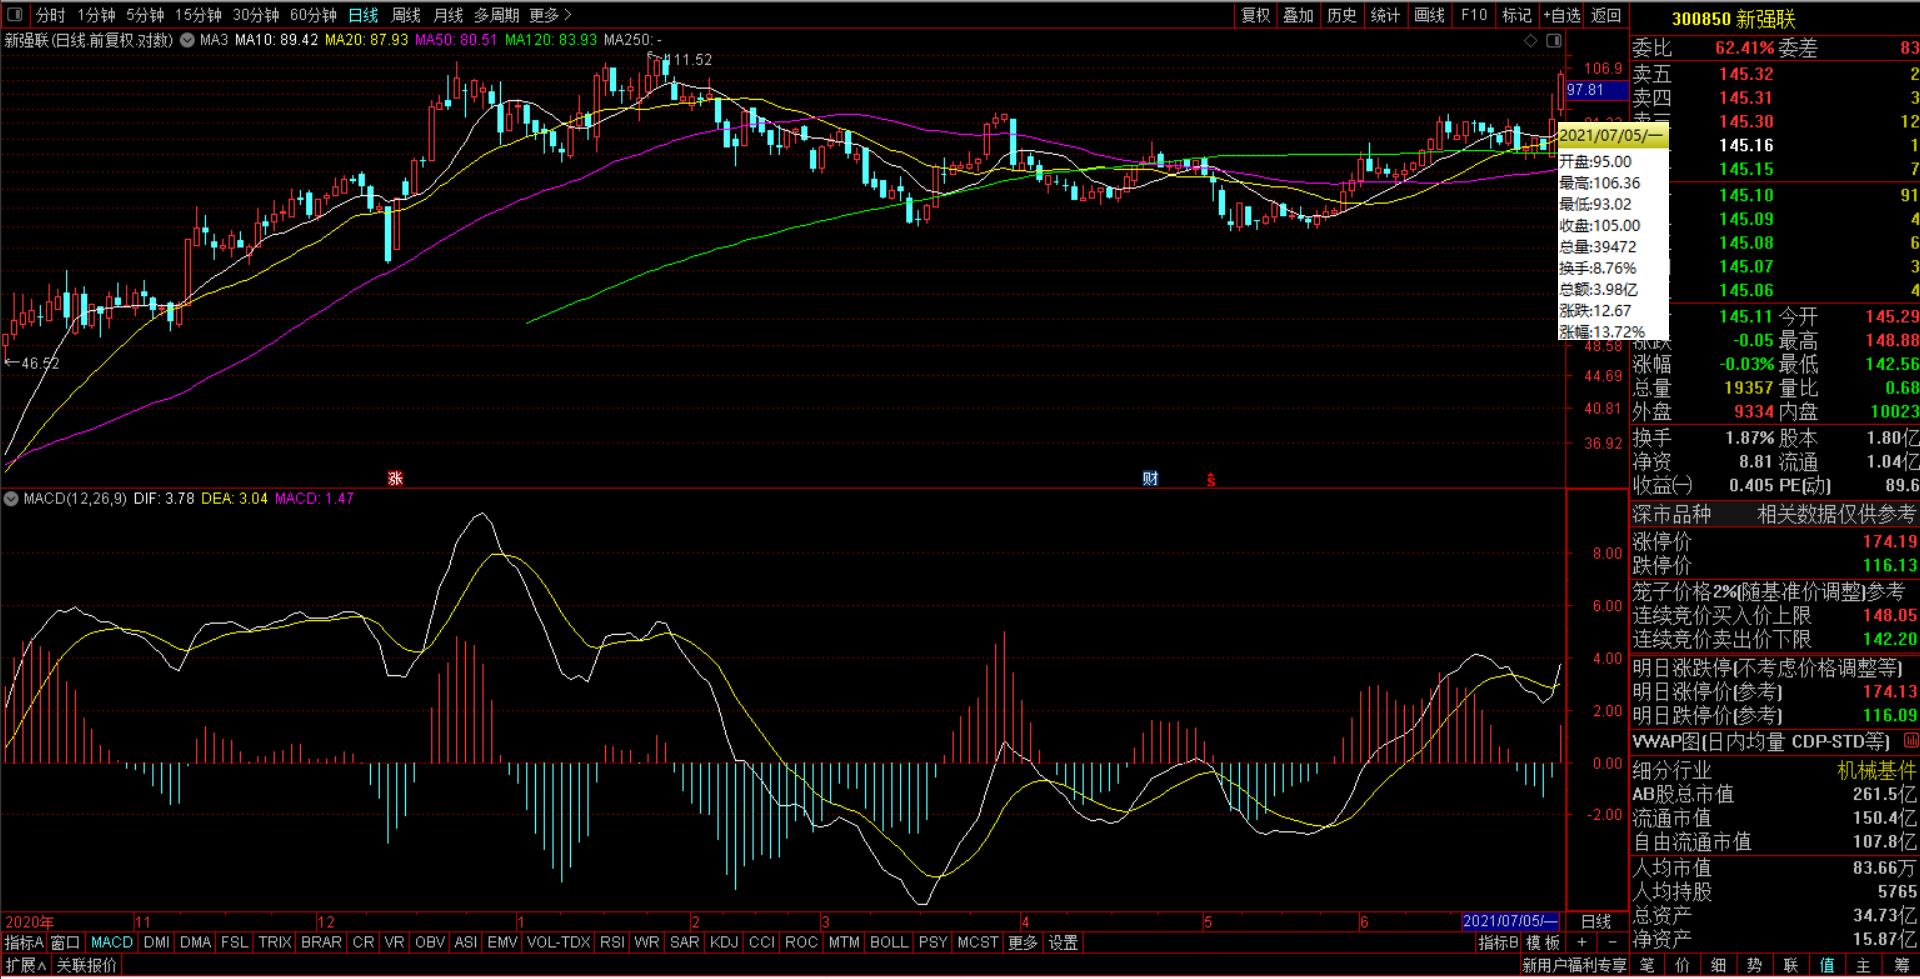 分时 1分钟 5分钟 15分钟 30分钟 60分钟 日线 周线 月线 多周期 更多
复权 叠加 历史 统计 画线 F10 标记 +自选 返回
300850 新强联
新强联(日线.前复权.对数) MA3 MA10: 89.42 MA20: 87.93 MA50: 80.51 MA120: 83.93 MA250: -
委比 62.41% 委差 83
11.52
106.9
97.81
卖五 145.32 2
卖四 145.31 3
145.30 12
145.16 1
145.15 7
145.10 91
145.09 4
145.08 6
145.07 3
145.06 4
2021/07/05/一
开盘:95.00
最高:106.36
最低:93.02
收盘:105.00
总量:39472
换手:8.76%
总额:3.98亿
涨跌:12.67
涨幅:13.72%
145.11 今开 145.29
涨跌 -0.05 最高 148.88
涨幅 -0.03% 最低 142.56
总量 19357 量比 0.68
外盘 9334 内盘 10023
换手 1.87% 股本 1.80亿
净资 8.81 流通 1.04亿
收益(一) 0.405 PE(动) 89.6
46.52
48.58
44.69
40.81
36.92
涨
财
深市品种 相关数据仅供参考
涨停价 174.19
跌停价 116.13
笼子价格2%(随基准价调整)参考
连续竞价买入价上限 148.05
连续竞价卖出价下限 142.20
明日涨跌停(不考虑价格调整等)
明日涨停价(参考) 174.13
明日跌停价(参考) 116.09
VWAP图(日内均量 CDP-STD等)
细分行业 机械基件
AB股总市值 261.5亿
流通市值 150.4亿
自由流通市值 107.8亿
人均市值 83.66万
人均持股 5765
总资产 34.73亿
净资产 15.87亿
MACD(12,26,9) DIF: 3.78 DEA: 3.04 MACD: 1.47
8.00
6.00
4.00
2.00
0.00
-2.00
2020年 11 12 1 2 3 4 5 6 2021/07/05/一 日线
指标A 窗口 MACD DMI DMA FSL TRIX BRAR CR VR OBV ASI EMV VOL-TDX RSI WR SAR KDJ CCI ROC MTM BOLL PSY MCST 更多 设置
指标B 模板 + -
扩展∧ 关联报价
新用户福利专享 笔 价 细 势 联 值 主 筹